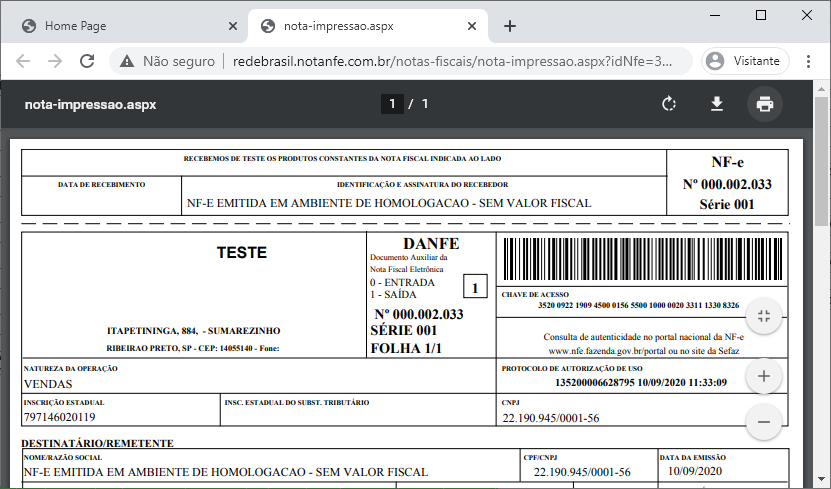 Home Page
nota-impressao.aspx
Não seguro
redebrasil.notanfe.com.br/notas-fiscais/nota-impressao.aspx?idNfe=3...
Visitante
nota-impressao.aspx
1 / 1
RECEBEMOS DE TESTE OS PRODUTOS CONSTANTES DA NOTA FISCAL INDICADA AO LADO
NF-e
Nº 000.002.033
Série 001
DATA DE RECEBIMENTO
IDENTIFICAÇÃO E ASSINATURA DO RECEBEDOR
NF-E EMITIDA EM AMBIENTE DE HOMOLOGACAO - SEM VALOR FISCAL
TESTE
ITAPETININGA, 884, - SUMAREZINHO
RIBEIRAO PRETO, SP - CEP: 14055140 - Fone:
DANFE
Documento Auxiliar da
Nota Fiscal Eletrônica
0 - ENTRADA
1 - SAÍDA
1
Nº 000.002.033
SÉRIE 001
FOLHA 1/1
CHAVE DE ACESSO
3520 0922 1909 4500 0156 5500 1000 0020 3311 1330 8326
Consulta de autenticidade no portal nacional da NF-e
www.nfe.fazenda.gov.br/portal ou no site da Sefaz
NATUREZA DA OPERAÇÃO
VENDAS
PROTOCOLO DE AUTORIZAÇÃO DE USO
135200006628795 10/09/2020 11:33:09
INSCRIÇÃO ESTADUAL
797146020119
INSC. ESTADUAL DO SUBST. TRIBUTÁRIO
CNPJ
22.190.945/0001-56
DESTINATÁRIO/REMETENTE
NOME/RAZÃO SOCIAL
NF-E EMITIDA EM AMBIENTE DE HOMOLOGACAO - SEM VALOR FISCAL
CPF/CNPJ
22.190.945/0001-56
DATA DA EMISSÃO
10/09/2020